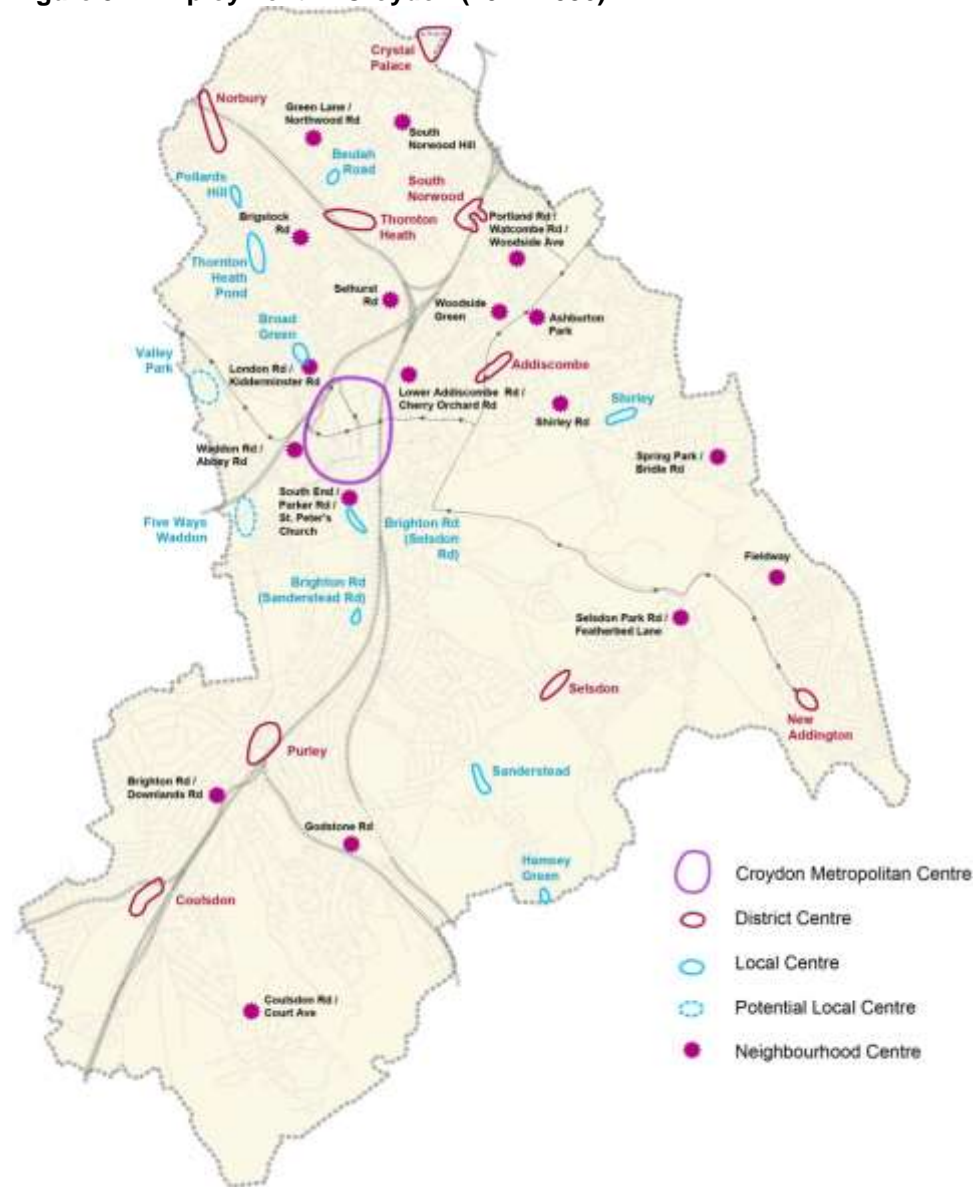 Crystal
Palace
Norbury
Green Lane /
Northwood Rd
South
Norwood Hill
Beulah
Road
Pollards
Hill
South
Norwood
Brigstock
Rd
Thornton
Heath
Portland Rd /
Watcombe Rd /
Woodside Ave
Thornton
Heath
Pond
Selhurst
Rd
Woodside
Green
Ashburton
Park
Broad
Green
Valley
Park
London Rd /
Kidderminster Rd
Addiscombe
Lower Addiscombe Rd /
Cherry Orchard Rd
Shirley
Shirley Rd
Waddon Rd /
Abbey Rd
Spring Park /
Bridle Rd
South End /
Parker Rd /
St. Peter's
Church
Five Ways
Waddon
Brighton Rd
(Selsdon
Rd)
Fieldway
Brighton Rd
(Sanderstead Rd)
Selsdon Park Rd /
Featherbed Lane
Selsdon
New
Addington
Purley
Sanderstead
Brighton Rd /
Downlands Rd
Godstone Rd
Hamsey
Green
Coulsdon
Coulsdon Rd /
Court Ave
Croydon Metropolitan Centre
District Centre
Local Centre
Potential Local Centre
Neighbourhood Centre